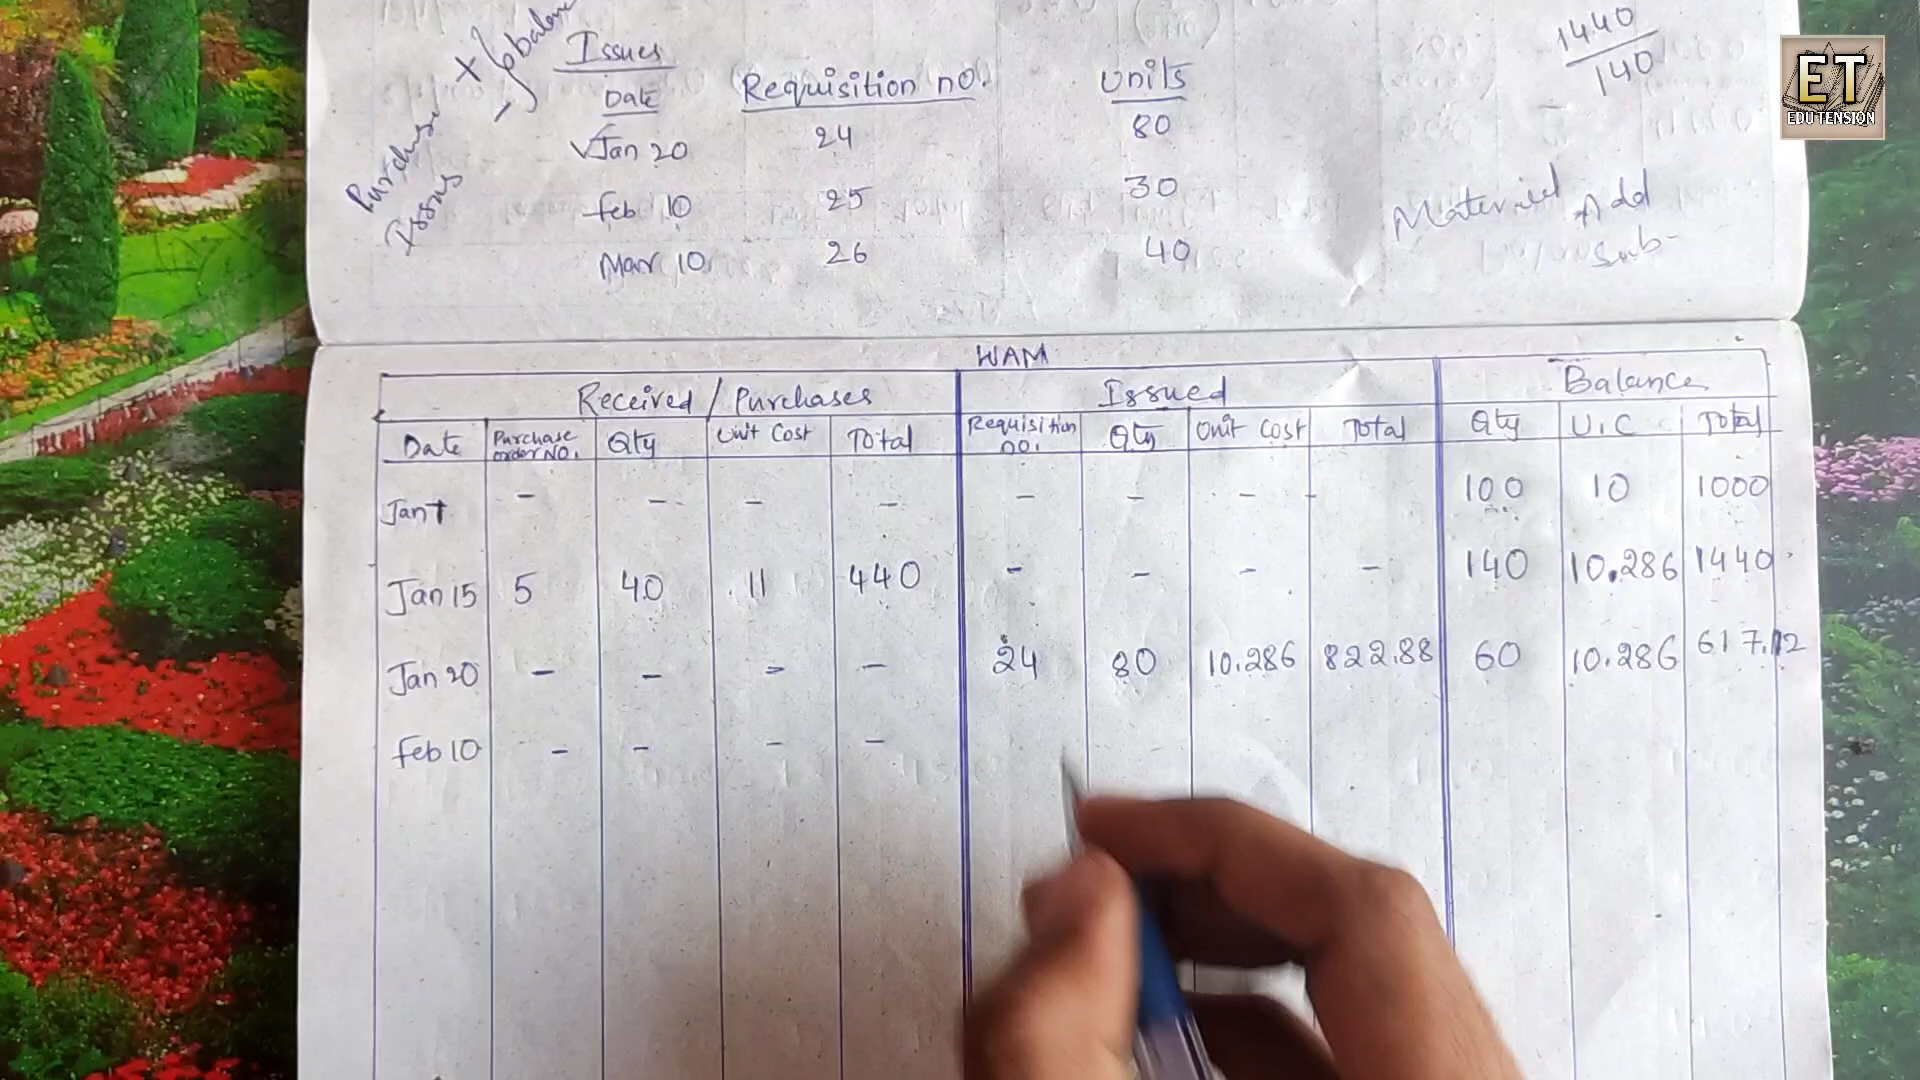 Issues
Date Requisition no. Units
√Jan 20 24 80
Feb 10 25 30
Mar 10 26 40
Purchase +
Issus -
balance
1440
140
Material Add
Sub-
ET
EDUTENSION
WAM
Received / Purchases Issued Balance
Date Purchase order NO. Qty Unit Cost Total Requisition no. Qty Unit Cost Total Qty U.C Total
Jan 1 - - - - - - - - 100 10 1000
Jan 15 5 40 11 440 - - - - 140 10.286 1440
Jan 20 - - - - 24 80 10.286 822.88 60 10.286 617.12
Feb 10 - - - -